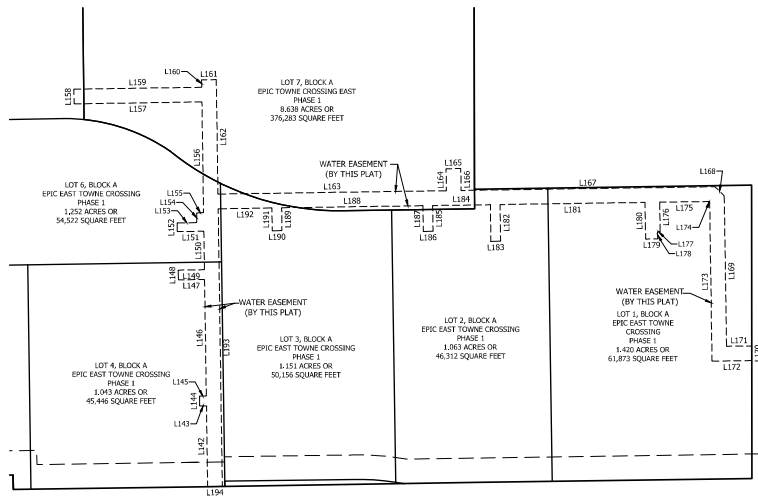 L160
L161
L159
L158
L157
L162
L156
LOT 7, BLOCK A
EPIC TOWNE CROSSING EAST
PHASE 1
8.638 ACRES OR
376,283 SQUARE FEET
WATER EASEMENT
(BY THIS PLAT)
L163
L164
L165
L166
L167
L168
LOT 6, BLOCK A
EPIC EAST TOWNE CROSSING
PHASE 1
1,252 ACRES OR
54,522 SQUARE FEET
L155
L154
L153
L152
L151
L150
L192
L191
L189
L190
L188
L187
L185
L186
L184
L182
L183
L181
L180
L176
L175
L174
L177
L178
L179
L169
L173
L148
L149
L147
L146
WATER EASEMENT
(BY THIS PLAT)
L193
WATER EASEMENT
(BY THIS PLAT)
LOT 4, BLOCK A
EPIC EAST TOWNE CROSSING
PHASE 1
1.043 ACRES OR
45,446 SQUARE FEET
LOT 3, BLOCK A
EPIC EAST TOWNE CROSSING
PHASE 1
1.151 ACRES OR
50,156 SQUARE FEET
LOT 2, BLOCK A
EPIC EAST TOWNE CROSSING
PHASE 1
1.063 ACRES OR
46,312 SQUARE FEET
LOT 1, BLOCK A
EPIC EAST TOWNE
CROSSING
PHASE 1
1.420 ACRES OR
61,873 SQUARE FEET
L171
L172
L145
L144
L143
L142
L194